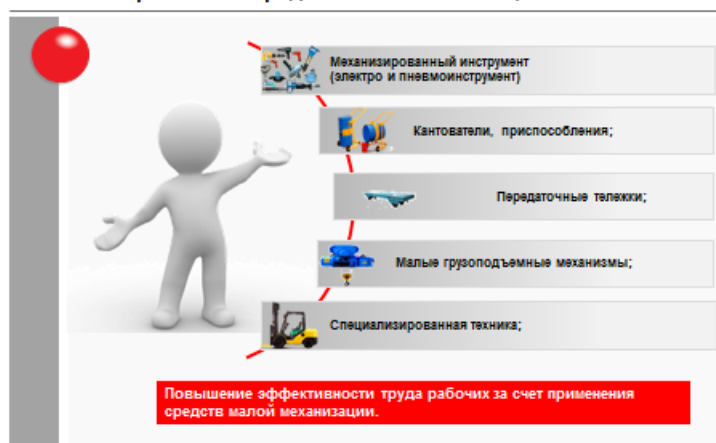 Механизированный инструмент
(электро и пневмоинструмент)
Кантователи, приспособления;
Передаточные тележки;
Малые грузоподъемные механизмы;
Специализированная техника;
Повышение эффективности труда рабочих за счет применения
средств малой механизации.